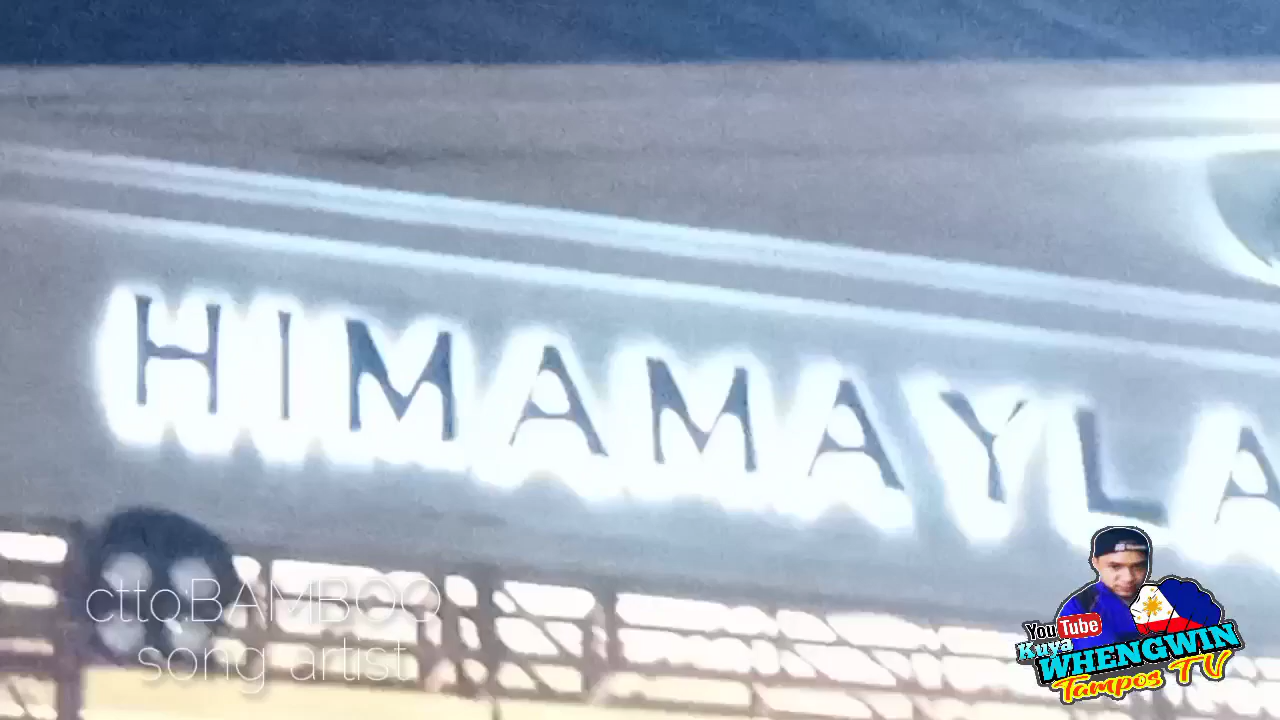 HIMAMAYLA
ctto:BAMBOO
song artist
YouTube
Kuya
WHENGWIN
Tampos TV